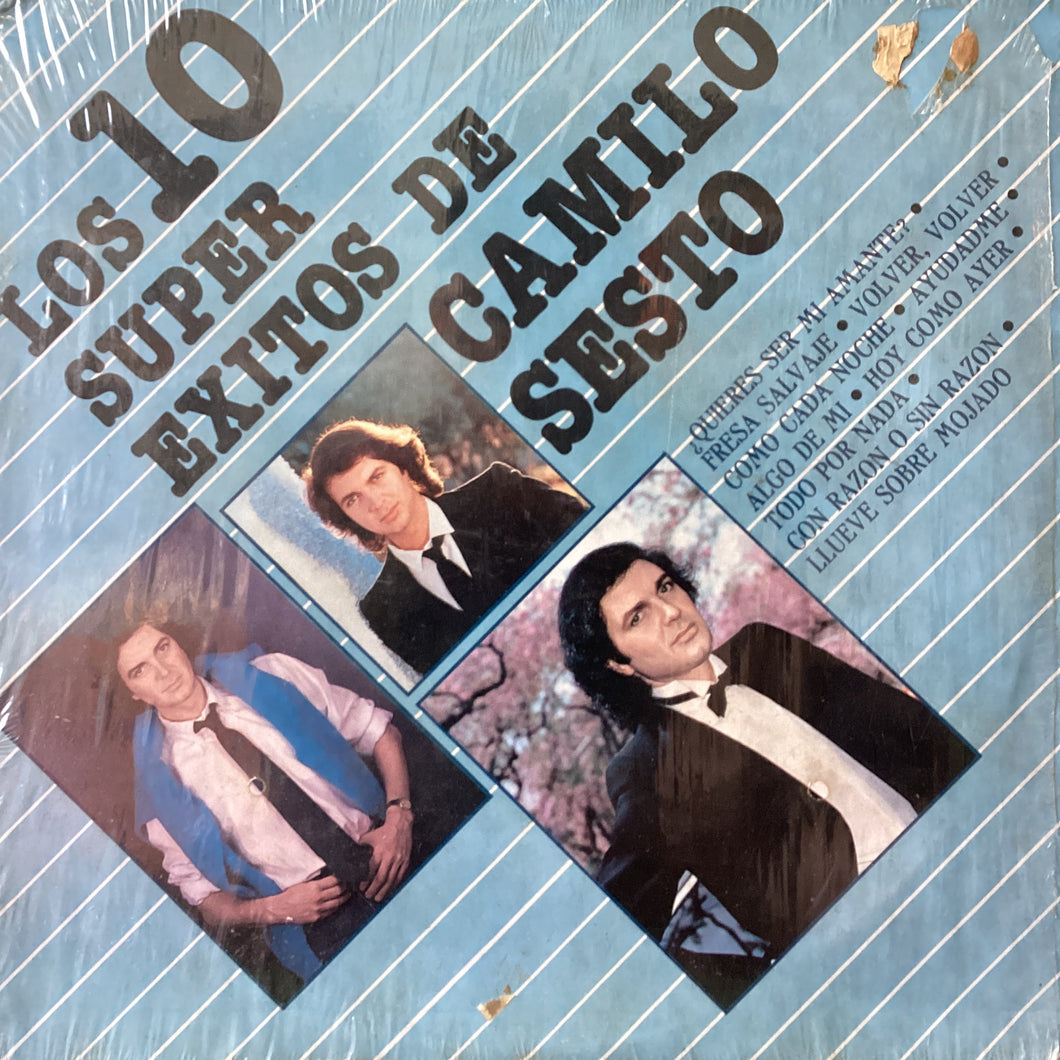 LOS 10
SUPER
EXITOS DE
CAMILO
SESTO
¿QUIERES SER MI AMANTE? •
FRESA SALVAJE • VOLVER, VOLVER •
COMO CADA NOCHE • AYUDADME •
ALGO DE MI • HOY COMO AYER •
TODO POR NADA •
CON RAZON O SIN RAZON •
LLUEVE SOBRE MOJADO